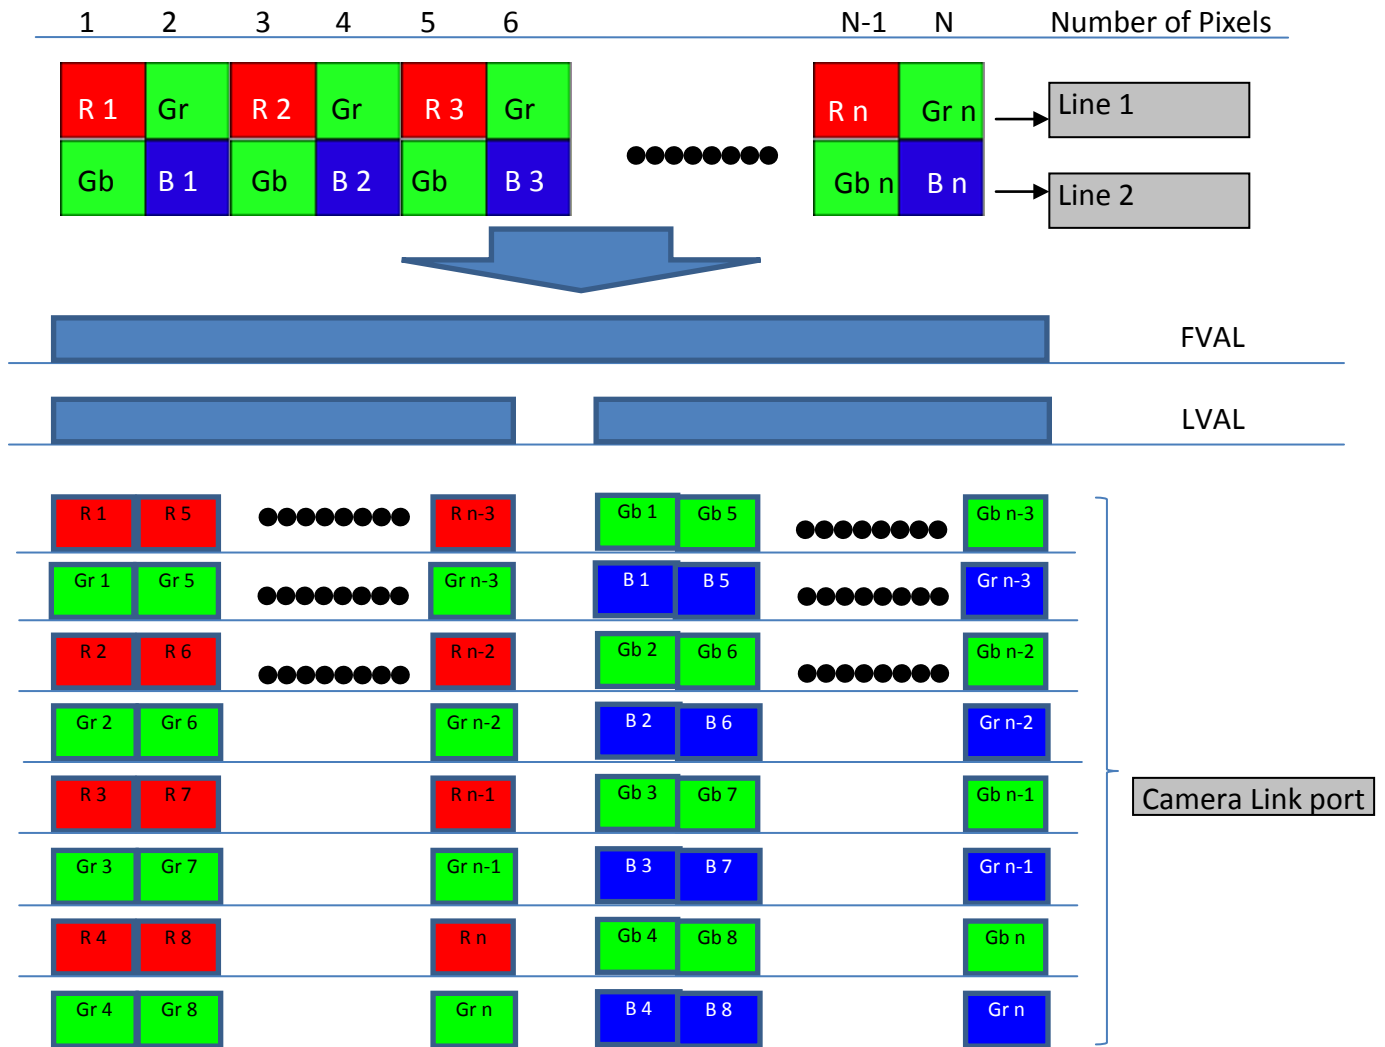 1 2 3 4 5 6 N-1 N Number of Pixels
R 1 Gr R 2 Gr R 3 Gr R n Gr n Line 1
Gb B 1 Gb B 2 Gb B 3 Gb n B n Line 2
FVAL
LVAL
R 1 R 5 R n-3 Gb 1 Gb 5 Gb n-3
Gr 1 Gr 5 Gr n-3 B 1 B 5 Gr n-3
R 2 R 6 R n-2 Gb 2 Gb 6 Gb n-2
Gr 2 Gr 6 Gr n-2 B 2 B 6 Gr n-2
R 3 R 7 R n-1 Gb 3 Gb 7 Gb n-1
Camera Link port
Gr 3 Gr 7 Gr n-1 B 3 B 7 Gr n-1
R 4 R 8 R n Gb 4 Gb 8 Gb n
Gr 4 Gr 8 Gr n B 4 B 8 Gr n